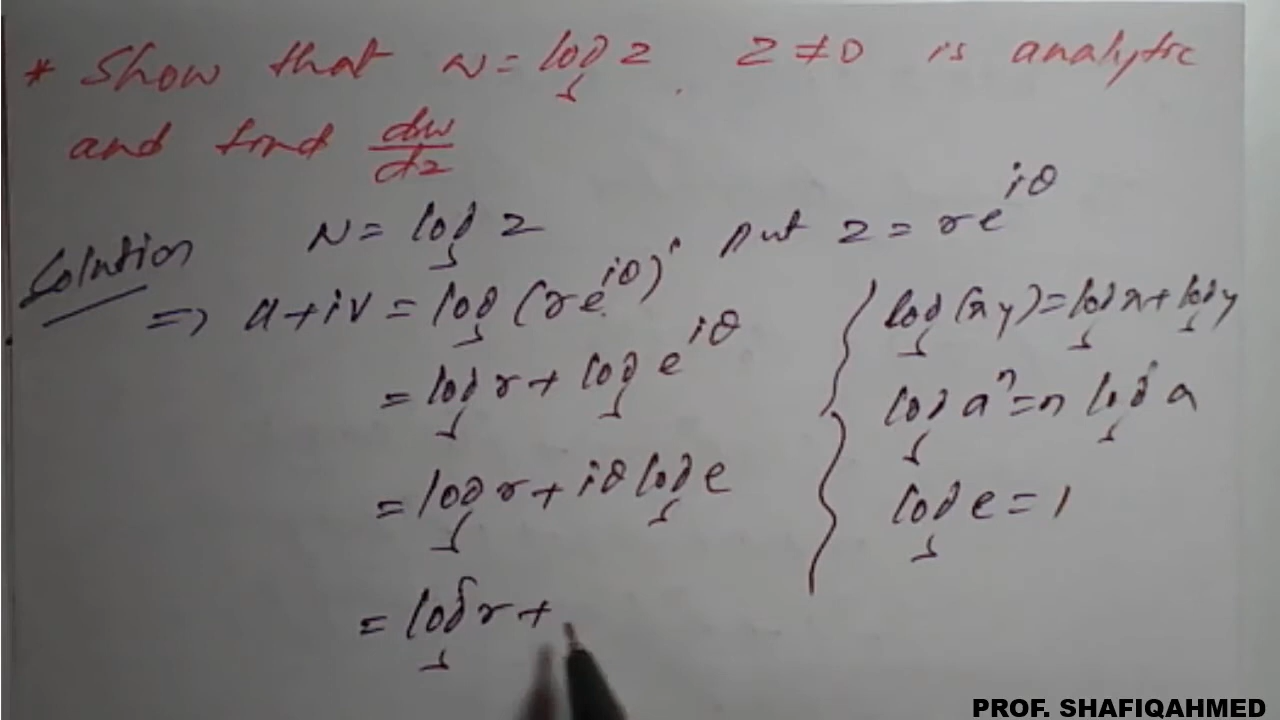 * Show that w = log z, z ≠ 0 is analytic
and find dw/dz
Solution w = log z, put z = re^{iθ}
=> u+iv = log (re^{iθ})
= log r + log e^{iθ}
= log r + iθ log e
= log r +
log(xy) = log x + log y
log a^n = n log a
log e = 1
PROF. SHAFIQAHMED